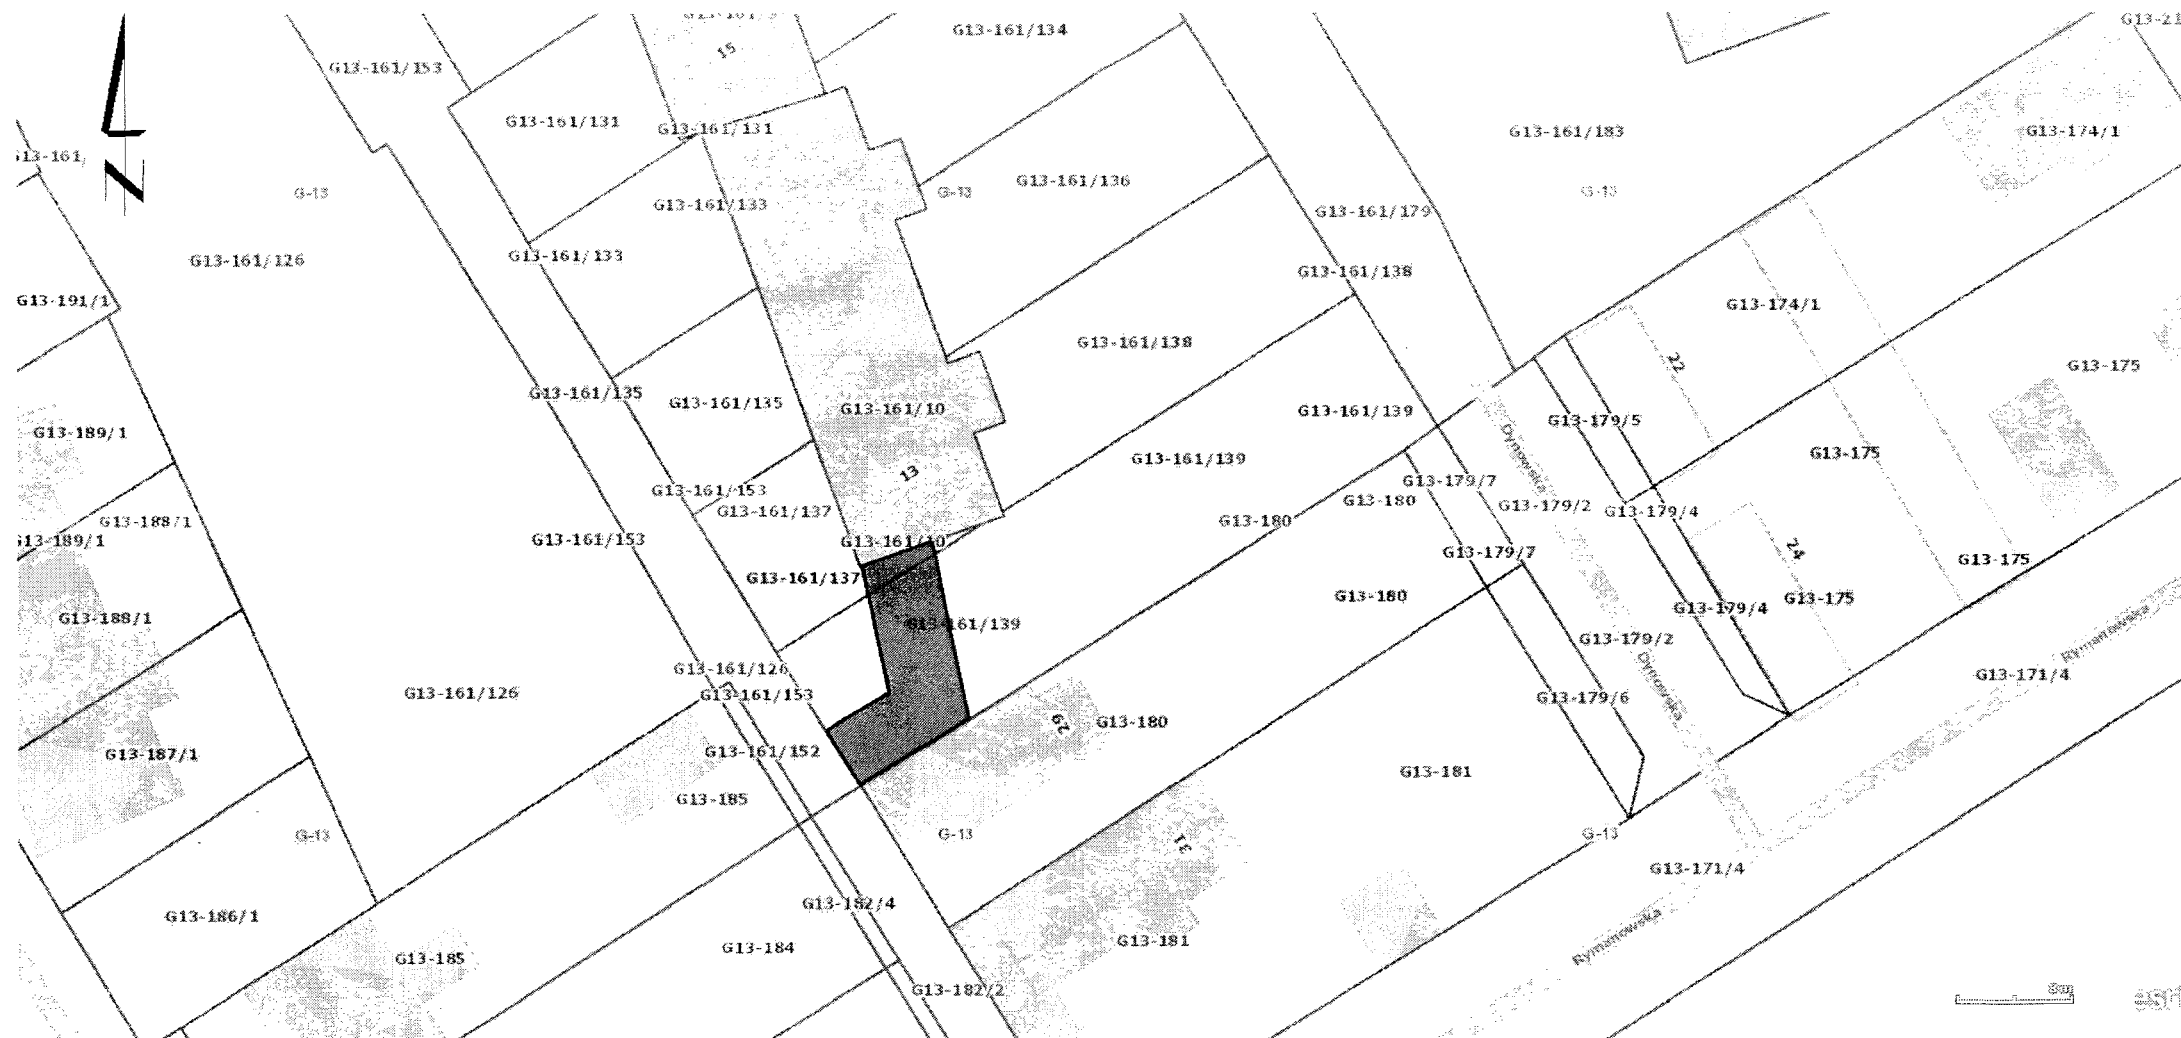 G13-161/134
15
G13-161/153
G13-161/131
G13-161/131
G13-161/183
G13-174/1
G-13
G13-161/136
G-13
G-13
G13-161/133
G13-161/179
G13-161/126
G13-161/133
G13-161/138
G13-191/1
G13-174/1
G13-161/138
22
G13-175
G13-161/135
G13-161/135
G13-161/10
G13-161/139
G13-179/5
G13-189/1
Dynowska
G13-175
G13-161/139
13
G13-179/7
G13-161/153
G13-180
G13-179/2
G13-179/4
G13-161/137
G13-188/1
G13-180
G13-161/153
G13-161/10
24
G13-179/7
G13-175
G13-161/137
G13-180
G13-175
G13-179/4
G13-188/1
G13-161/139
G13-179/2
Rymanowska
G13-161/126
G13-171/4
G13-161/126
G13-161/153
Dynowska
G13-179/6
29
G13-180
G13-187/1
G13-161/152
G13-181
G13-185
G-13
G-13
G-13
31
G13-171/4
G13-182/4
G13-186/1
Rymanowska
G13-181
G13-184
G13-185
G13-182/2
8m
N